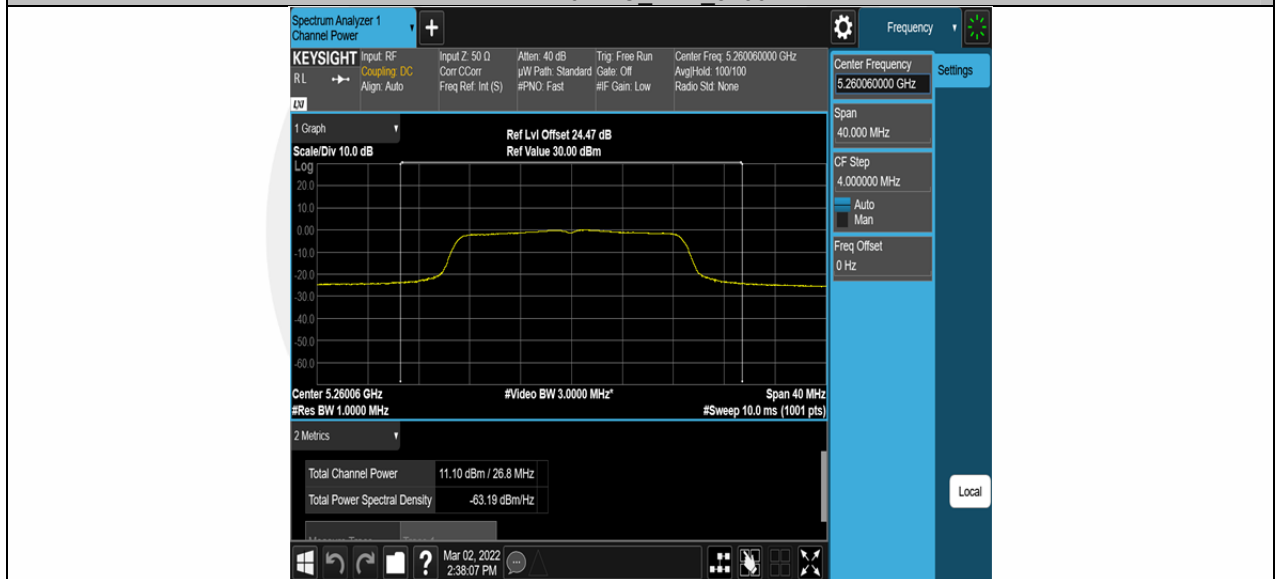 Spectrum Analyzer 1
Channel Power
+
Frequency
KEYSIGHT
RL
LXI
Input: RF
Coupling: DC
Align: Auto
Input Z: 50 Ω
Corr CCorr
Freq Ref: Int (S)
Atten: 40 dB
µW Path: Standard
#PNO: Fast
Trig: Free Run
Gate: Off
#IF Gain: Low
Center Freq: 5.260060000 GHz
Avg|Hold: 100/100
Radio Std: None
Center Frequency
5.260060000 GHz
Settings
Span
40.000 MHz
CF Step
4.000000 MHz
Auto
Man
Freq Offset
0 Hz
Local
1 Graph
Scale/Div 10.0 dB
Ref Lvl Offset 24.47 dB
Ref Value 30.00 dBm
Log
20.0
10.0
0.00
-10.0
-20.0
-30.0
-40.0
-50.0
-60.0
Center 5.26006 GHz
#Video BW 3.0000 MHz*
Span 40 MHz
#Res BW 1.0000 MHz
#Sweep 10.0 ms (1001 pts)
2 Metrics
Total Channel Power 11.10 dBm / 26.8 MHz
Total Power Spectral Density -63.19 dBm/Hz
?
Mar 02, 2022
2:38:07 PM